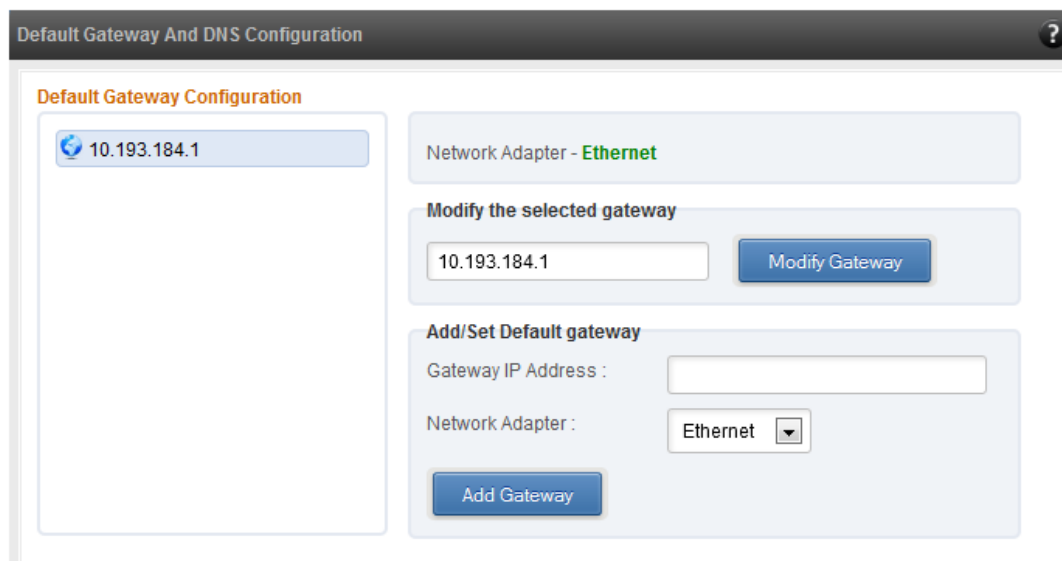 Default Gateway And DNS Configuration
?
Default Gateway Configuration
10.193.184.1
Network Adapter - Ethernet
Modify the selected gateway
10.193.184.1
Modify Gateway
Add/Set Default gateway
Gateway IP Address :
Network Adapter :
Ethernet
Add Gateway